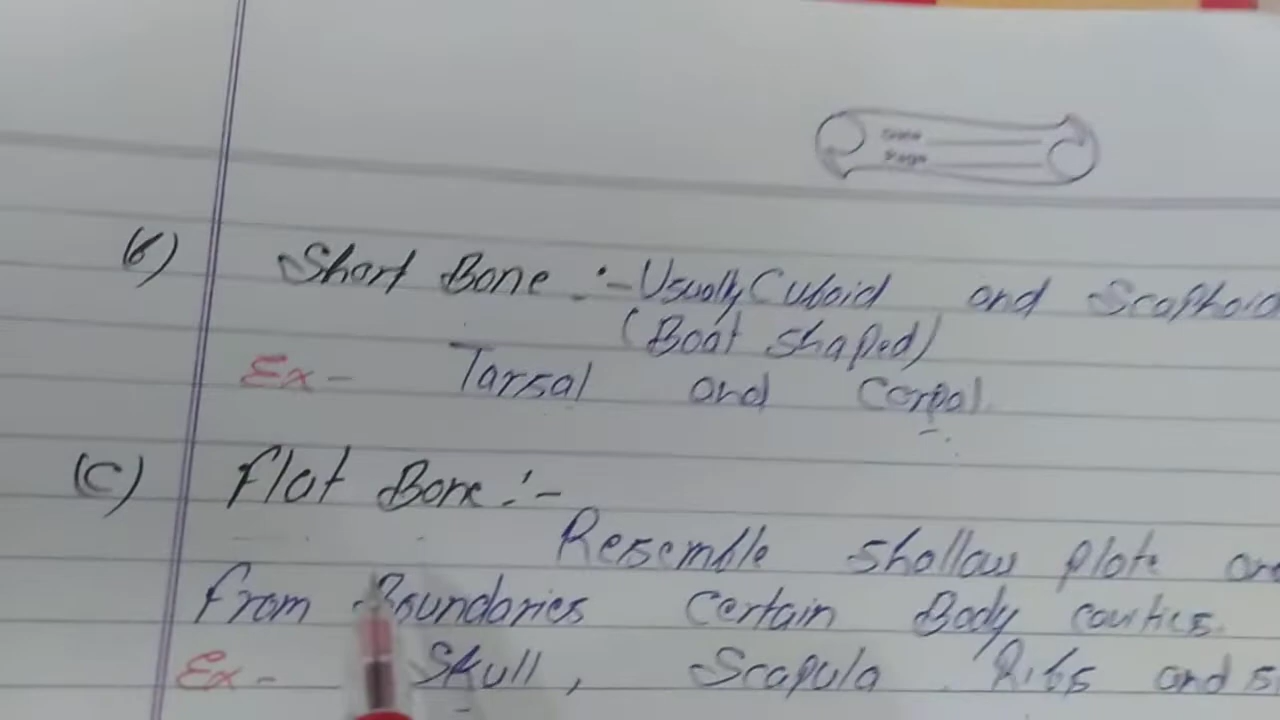 Date
Page
(b) Short Bone :- Usually Cuboid and Scaphoid
(Boat shaped)
Ex - Tarsal and Carpal.
(C) Flat Bone :-
Resemble shallow plate
from Boundaries Certain Body cavities.
Ex - Skull, Scapula, Ribs and